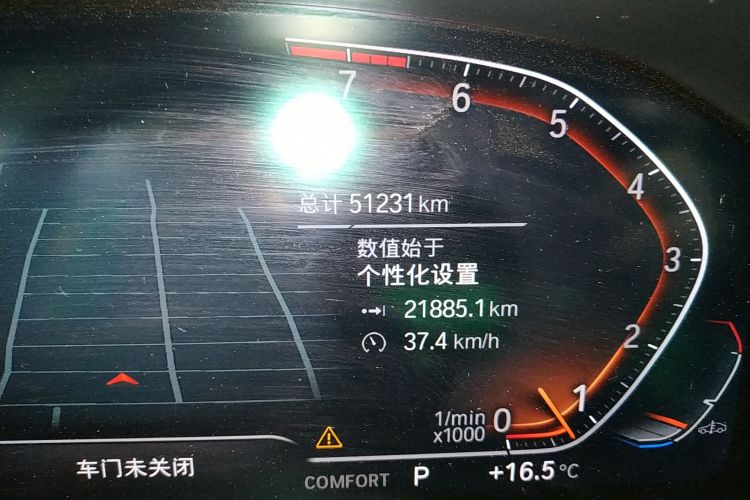 7
6
5
4
3
2
1
0
总计 51231 km
数值始于
个性化设置
21885.1 km
37.4 km/h
1/min
x1000
车门未关闭
COMFORT P +16.5 °C